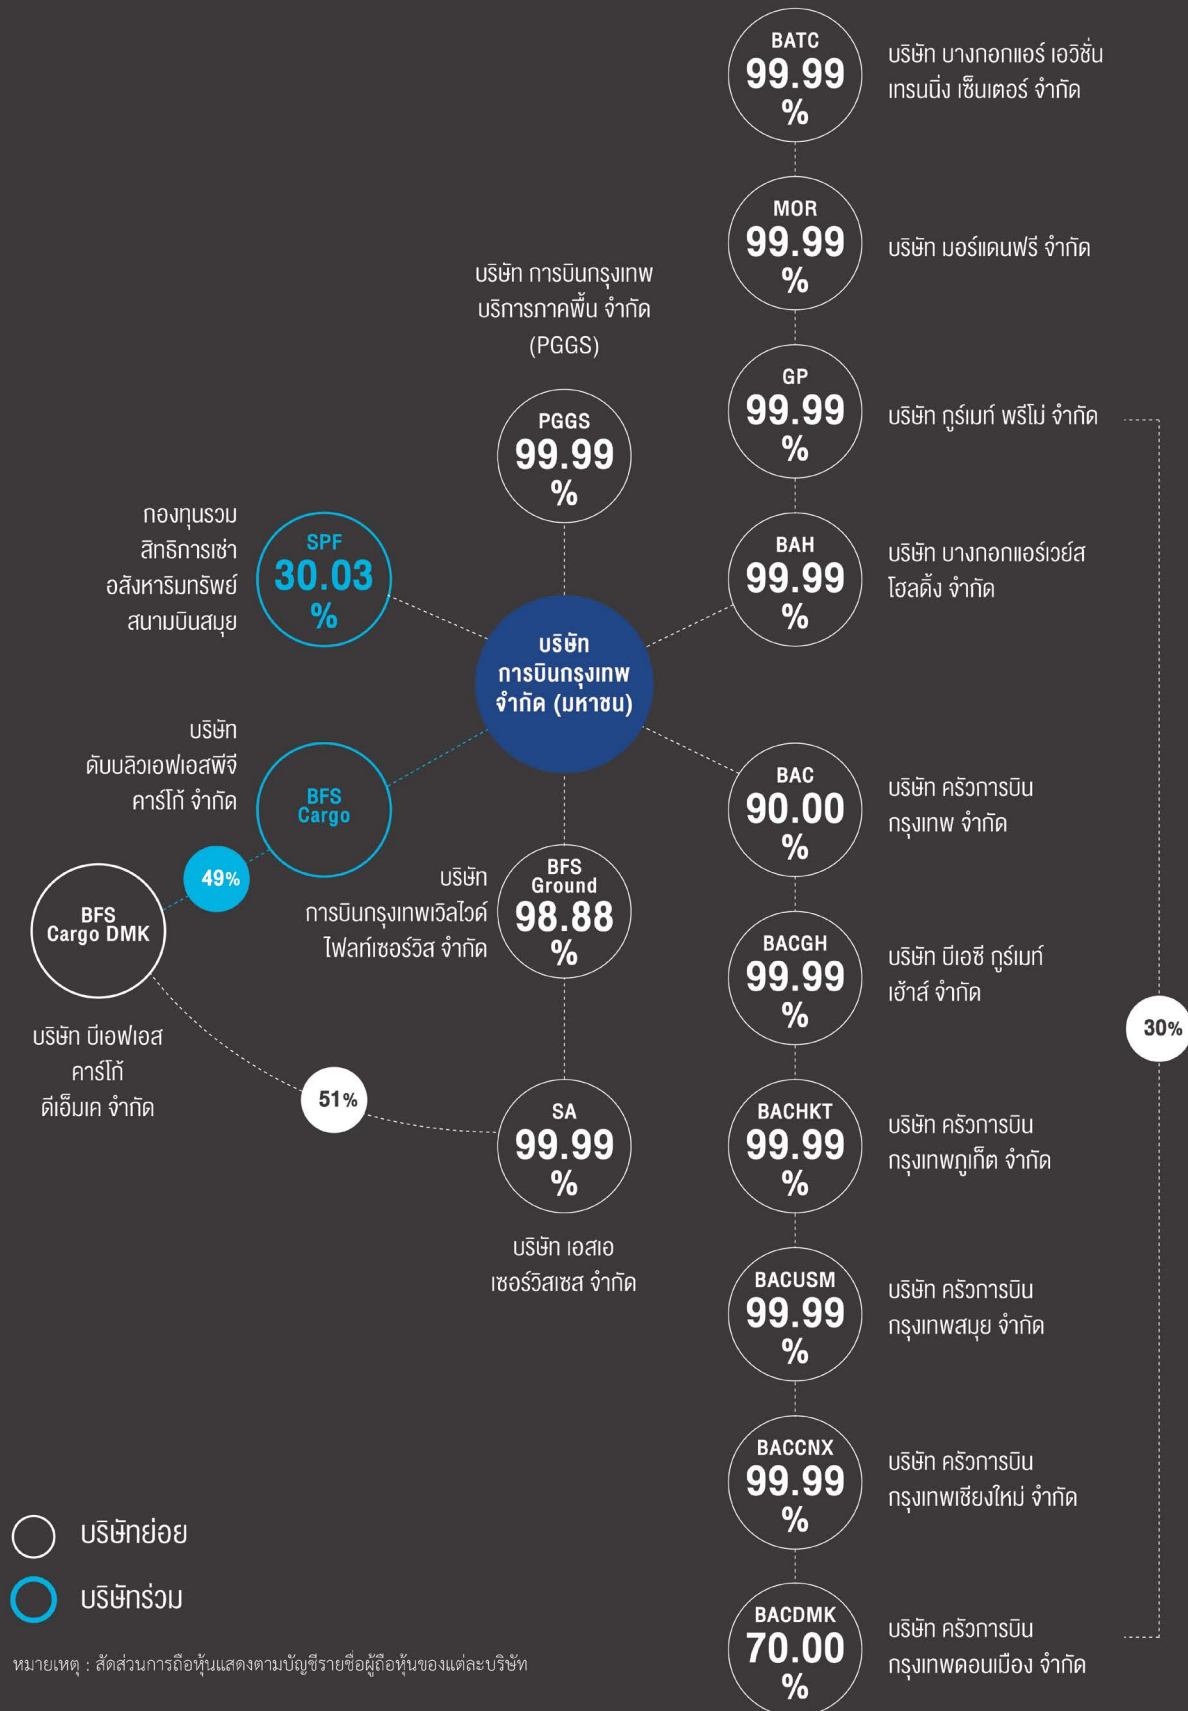 BATC
99.99
%
บริษัท บางกอกแอร์ เอวิชั่น
เทรนนิ่ง เซ็นเตอร์ จำกัด
MOR
99.99
%
บริษัท มอร์แดนฟรี จำกัด
บริษัท การบินกรุงเทพ
บริการภาคพื้น จำกัด
(PGGS)
PGGS
99.99
%
GP
99.99
%
บริษัท กูร์เมท์ พรีโม่ จำกัด
กองทุนรวม
สิทธิการเช่า
อสังหาริมทรัพย์
สนามบินสมุย
SPF
30.03
%
BAH
99.99
%
บริษัท บางกอกแอร์เวย์ส
โฮลดิ้ง จำกัด
บริษัท
การบินกรุงเทพ
จำกัด (มหาชน)
บริษัท
ดับบลิวเอฟเอสพีจี
คาร์โก้ จำกัด
BFS
Cargo
BAC
90.00
%
บริษัท ครัวการบิน
กรุงเทพ จำกัด
49%
BFS
Cargo DMK
บริษัท
การบินกรุงเทพเวิลไวด์
ไฟลท์เซอร์วิส จำกัด
BFS
Ground
98.88
%
BACGH
99.99
%
บริษัท บีเอซี กูร์เมท์
เฮ้าส์ จำกัด
30%
บริษัท บีเอฟเอส
คาร์โก้
ดีเอ็มเค จำกัด
51%
SA
99.99
%
บริษัท เอสเอ
เซอร์วิสเซส จำกัด
BACHKT
99.99
%
บริษัท ครัวการบิน
กรุงเทพภูเก็ต จำกัด
BACUSM
99.99
%
บริษัท ครัวการบิน
กรุงเทพสมุย จำกัด
BACCNX
99.99
%
บริษัท ครัวการบิน
กรุงเทพเชียงใหม่ จำกัด
BACDMK
70.00
%
บริษัท ครัวการบิน
กรุงเทพดอนเมือง จำกัด
บริษัทย่อย
บริษัทร่วม
หมายเหตุ : สัดส่วนการถือหุ้นแสดงตามบัญชีรายชื่อผู้ถือหุ้นของแต่ละบริษัท